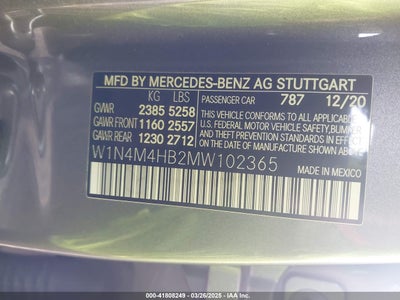 MFD BY MERCEDES-BENZ AG STUTTGART
KG LBS
GVWR 2385 5258
GAWR FRONT 1160 2557
GAWR REAR 1230 2712
PASSENGER CAR 787 12/20
THIS VEHICLE CONFORMS TO ALL APPLICABLE
U.S. FEDERAL MOTOR VEHICLE SAFETY, BUMPER
AND THEFT PREVENTION STANDARDS IN EFFECT
ON THE DATE OF MANUFACTURE SHOWN ABOVE.
W1N4M4HB2MW102365
MADE IN MEXICO
000-41808249 - 03/26/2025 - IAA Inc.